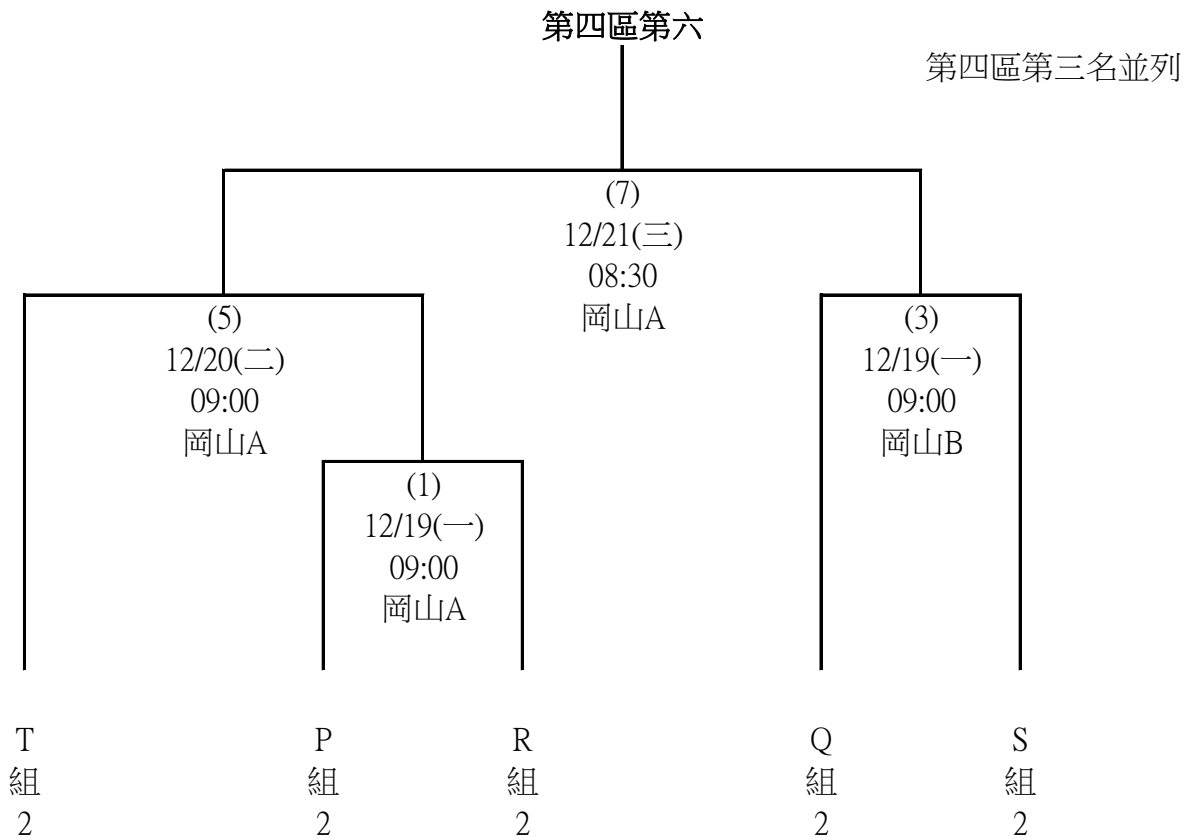 第四區第六
第四區第三名並列
(7)
12/21(三)
08:30
岡山A
(5)
12/20(二)
09:00
岡山A
(3)
12/19(一)
09:00
岡山B
(1)
12/19(一)
09:00
岡山A
T
組
2
P
組
2
R
組
2
Q
組
2
S
組
2